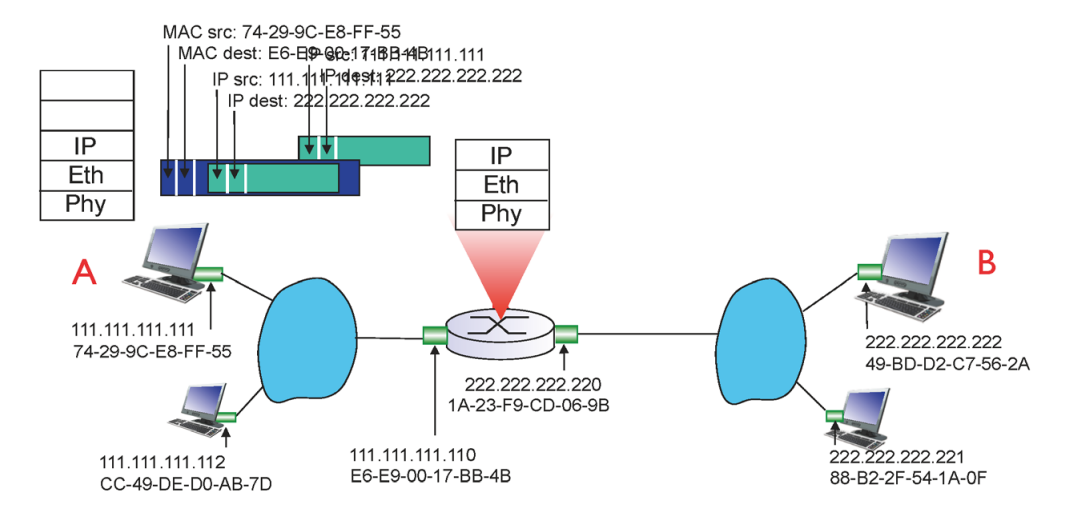 MAC src: 74-29-9C-E8-FF-55
MAC dest: E6-E9-00-17-BB-4B
IP src: 111.111.111.111
IP dest: 222.222.222.222
IP src: 111.111.111.111
IP dest: 222.222.222.222
IP
Eth
Phy
IP
Eth
Phy
A
B
111.111.111.111
74-29-9C-E8-FF-55
222.222.222.222
49-BD-D2-C7-56-2A
222.222.222.220
1A-23-F9-CD-06-9B
111.111.111.112
CC-49-DE-D0-AB-7D
111.111.111.110
E6-E9-00-17-BB-4B
222.222.222.221
88-B2-2F-54-1A-0F